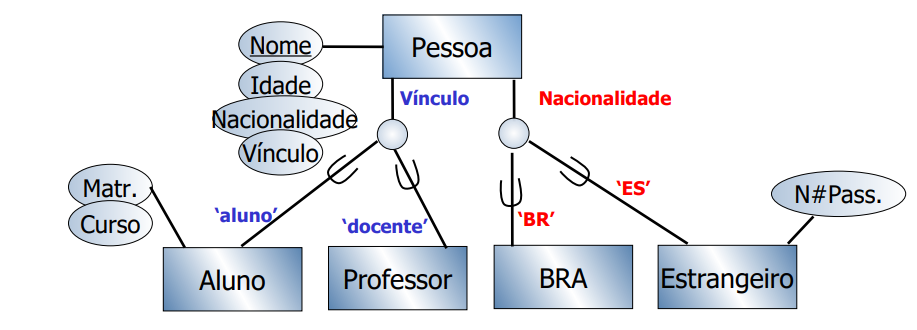 Nome
Pessoa
Idade
Vínculo
Nacionalidade
Nacionalidade
Vínculo
Matr.
Curso
‘aluno’
‘docente’
‘BR’
‘ES’
N#Pass.
Aluno
Professor
BRA
Estrangeiro